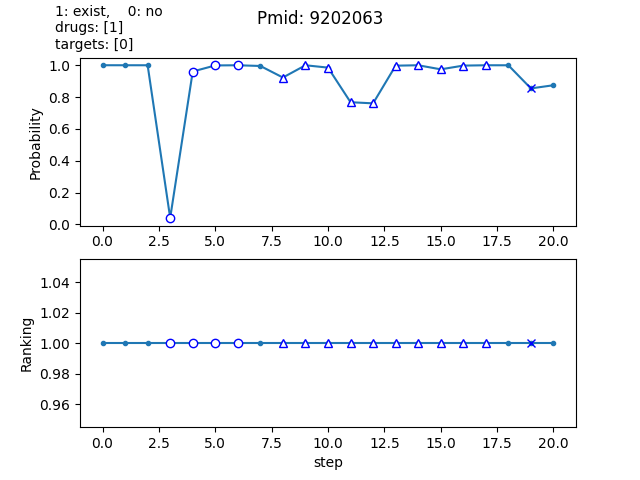 1: exist,    0: no
drugs: [1]
targets: [0]
Pmid: 9202063
Probability
1.0
0.8
0.6
0.4
0.2
0.0
0.0 2.5 5.0 7.5 10.0 12.5 15.0 17.5 20.0
Ranking
1.04
1.02
1.00
0.98
0.96
0.0 2.5 5.0 7.5 10.0 12.5 15.0 17.5 20.0
step